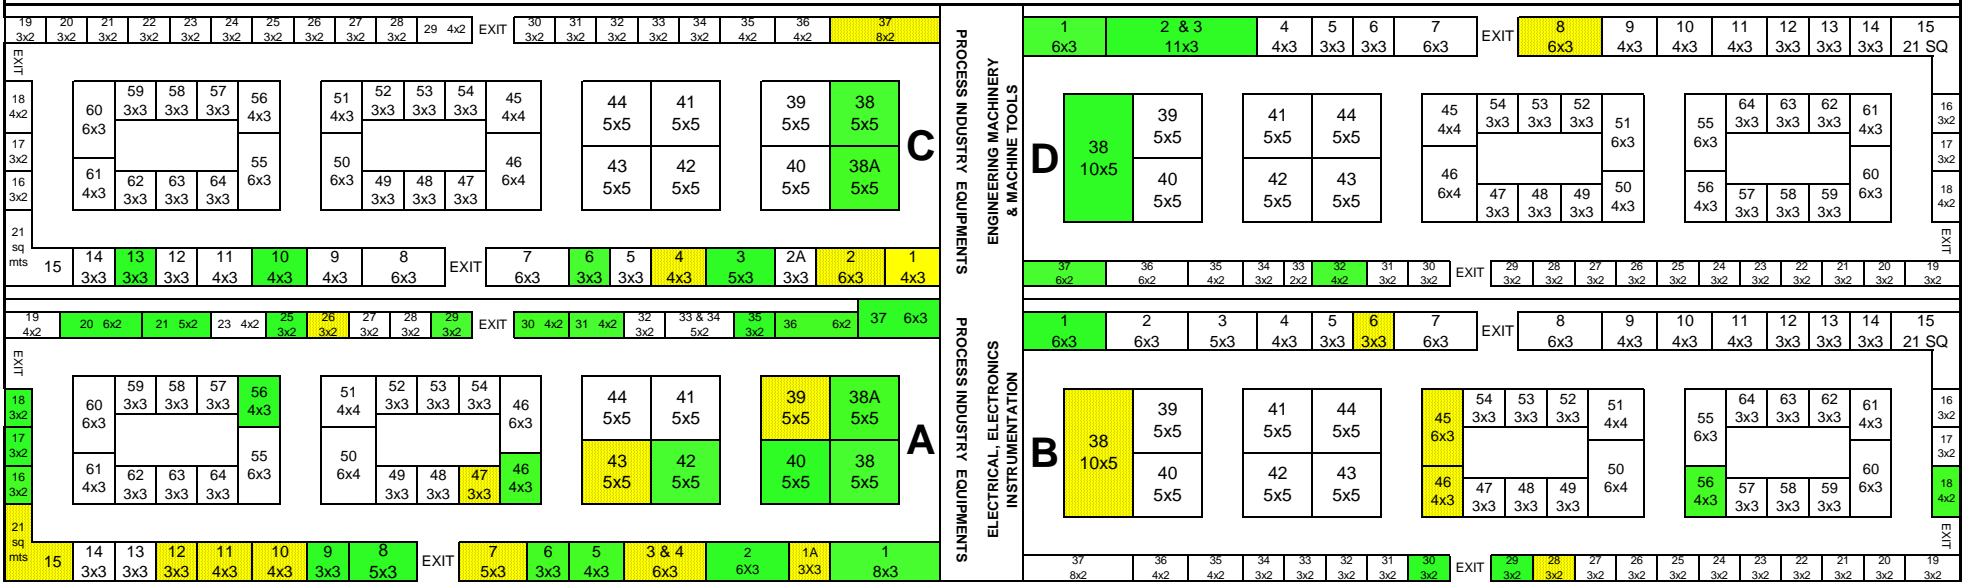 19 20 21 22 23 24 25 26 27 28 29 4x2 EXIT 30 31 32 33 34 35 36 37
3x2 3x2 3x2 3x2 3x2 3x2 3x2 3x2 3x2 3x2 3x2 3x2 3x2 3x2 3x2 4x2 4x2 8x2
EXIT
18
4x2
17
3x2
16
3x2
21
sq
mts
15
60
6x3
59 58 57
3x3 3x3 3x3
56
4x3
55
6x3
61
4x3
62 63 64
3x3 3x3 3x3
51
4x3
52 53 54
3x3 3x3 3x3
45
4x4
50
6x3
49 48 47
3x3 3x3 3x3
46
6x4
44 41
5x5 5x5
43 42
5x5 5x5
39 38
5x5 5x5
40 38A
5x5 5x5
C
14 13 12 11 10 9 8 EXIT 7 6 5 4 3 2A 2 1
3x3 3x3 3x3 4x3 4x3 4x3 6x3 6x3 3x3 3x3 4x3 5x3 3x3 6x3 4x3
PROCESS INDUSTRY EQUIPMENTS
ENGINEERING MACHINERY
& MACHINE TOOLS
1 2 & 3 4 5 6 7 EXIT 8 9 10 11 12 13 14 15
6x3 11x3 4x3 3x3 3x3 6x3 6x3 4x3 4x3 4x3 3x3 3x3 3x3 21 SQ
D
38
10x5
39
5x5
40
5x5
41 44
5x5 5x5
42 43
5x5 5x5
45
4x4
54 53 52
3x3 3x3 3x3
51
6x3
46
6x4
47 48 49
3x3 3x3 3x3
50
4x3
55
6x3
64 63 62
3x3 3x3 3x3
61
4x3
56
4x3
57 58 59
3x3 3x3 3x3
60
6x3
16
3x2
17
3x2
18
4x2
EXIT
37 36 35 34 33 32 31 30 EXIT 29 28 27 26 25 24 23 22 21 20 19
6x2 6x2 4x2 3x2 2x2 4x2 3x2 3x2 3x2 3x2 3x2 3x2 3x2 3x2 3x2 3x2 3x2 3x2 3x2
19 20 6x2 21 5x2 23 4x2 25 26 27 28 29 EXIT 30 4x2 31 4x2 32 33 & 34 35 36 6x2 37 6x3
4x2 3x2 3x2 3x2 3x2 3x2 3x2 5x2 3x2
EXIT
18
3x2
17
3x2
16
3x2
21
sq
mts
15
60
6x3
59 58 57
3x3 3x3 3x3
56
4x3
55
6x3
61
4x3
62 63 64
3x3 3x3 3x3
51
4x4
52 53 54
3x3 3x3 3x3
46
6x3
50
6x4
49 48 47
3x3 3x3 3x3
46
4x3
44 41
5x5 5x5
43 42
5x5 5x5
39 38A
5x5 5x5
40 38
5x5 5x5
A
14 13 12 11 10 9 8 EXIT 7 6 5 3 & 4 2 1A 1
3x3 3x3 3x3 4x3 4x3 3x3 5x3 5x3 3x3 4x3 6x3 6X3 3X3 8x3
PROCESS INDUSTRY EQUIPMENTS
ELECTRICAL, ELECTRONICS
INSTRUMENTATION
1 2 3 4 5 6 7 EXIT 8 9 10 11 12 13 14 15
6x3 6x3 5x3 4x3 3x3 3x3 6x3 6x3 4x3 4x3 4x3 3x3 3x3 3x3 21 SQ
B
38
10x5
39
5x5
40
5x5
41 44
5x5 5x5
42 43
5x5 5x5
45
6x3
54 53 52
3x3 3x3 3x3
51
4x4
46
4x3
47 48 49
3x3 3x3 3x3
50
6x4
55
6x3
64 63 62
3x3 3x3 3x3
61
4x3
56
4x3
57 58 59
3x3 3x3 3x3
60
6x3
16
3x2
17
3x2
18
4x2
EXIT
37 36 35 34 33 32 31 30 EXIT 29 28 27 26 25 24 23 22 21 20 19
8x2 4x2 4x2 3x2 3x2 3x2 3x2 3x2 3x2 3x2 3x2 3x2 3x2 3x2 3x2 3x2 3x2 3x2 3x2